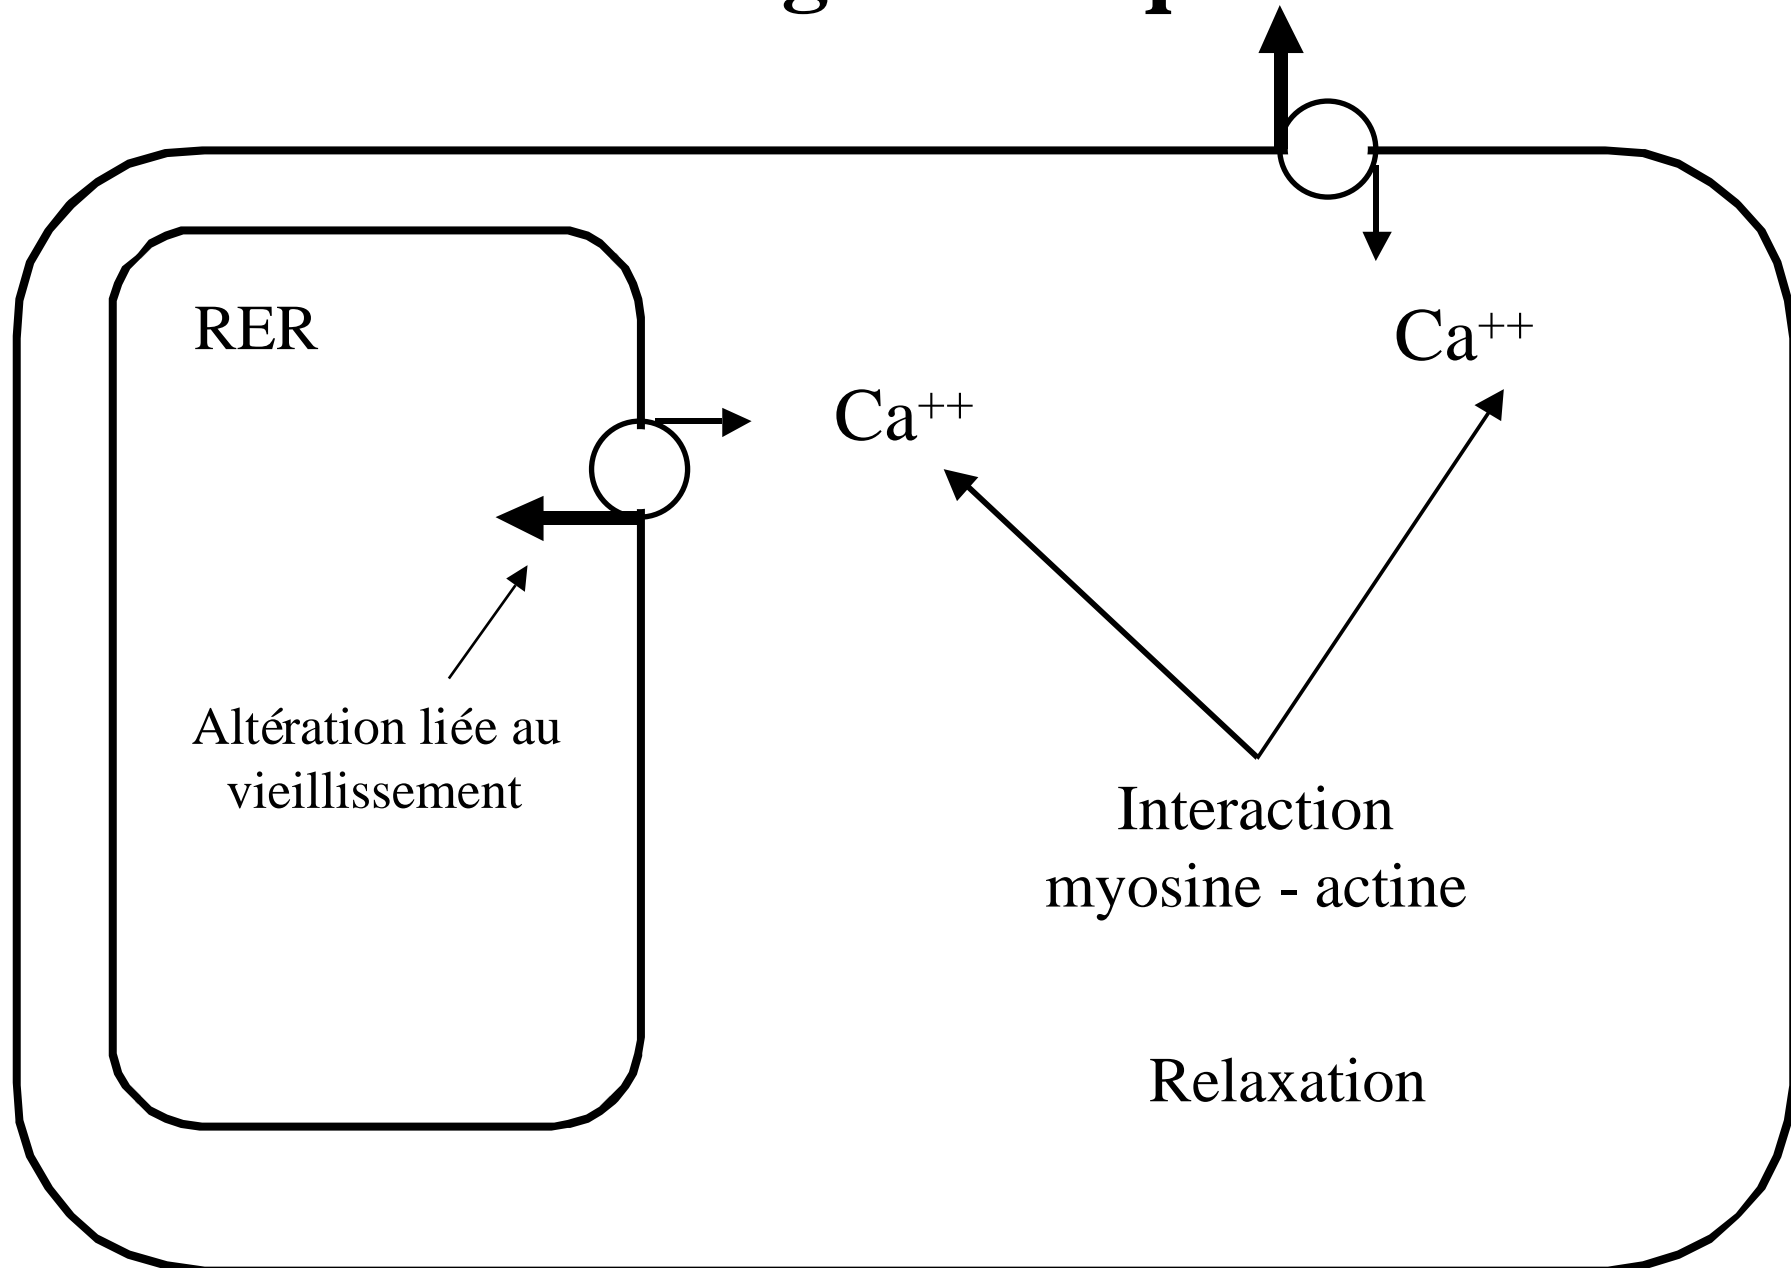 RER
Ca⁺⁺
Ca⁺⁺
Altération liée au
vieillissement
Interaction
myosine - actine
Relaxation